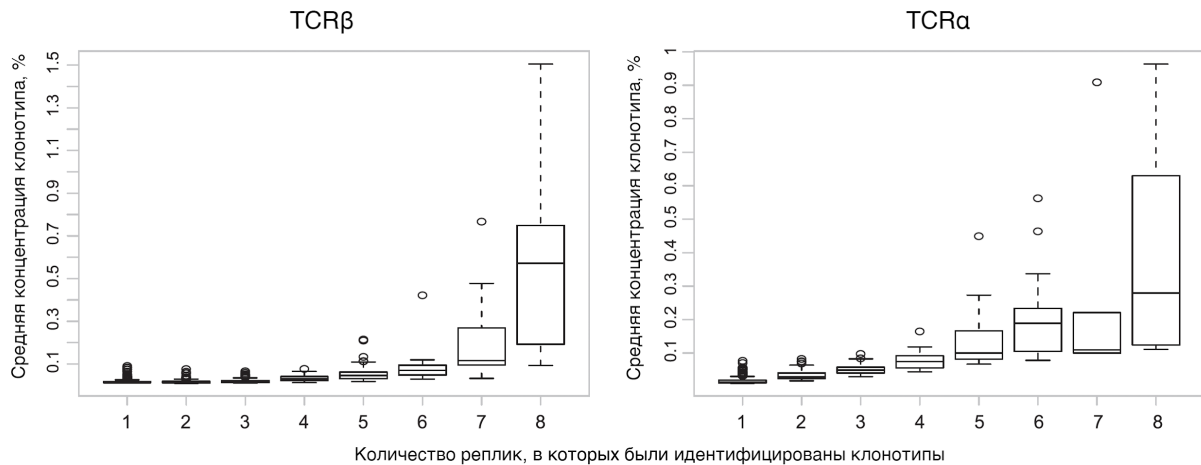 TCRβ
TCRα
Средняя концентрация клонотипа, %
1.5
1.3
1.1
0.9
0.7
0.5
0.3
0.1
1 2 3 4 5 6 7 8
Средняя концентрация клонотипа, %
1
0.9
0.8
0.7
0.6
0.5
0.4
0.3
0.2
0.1
1 2 3 4 5 6 7 8
Количество реплик, в которых были идентифицированы клонотипы